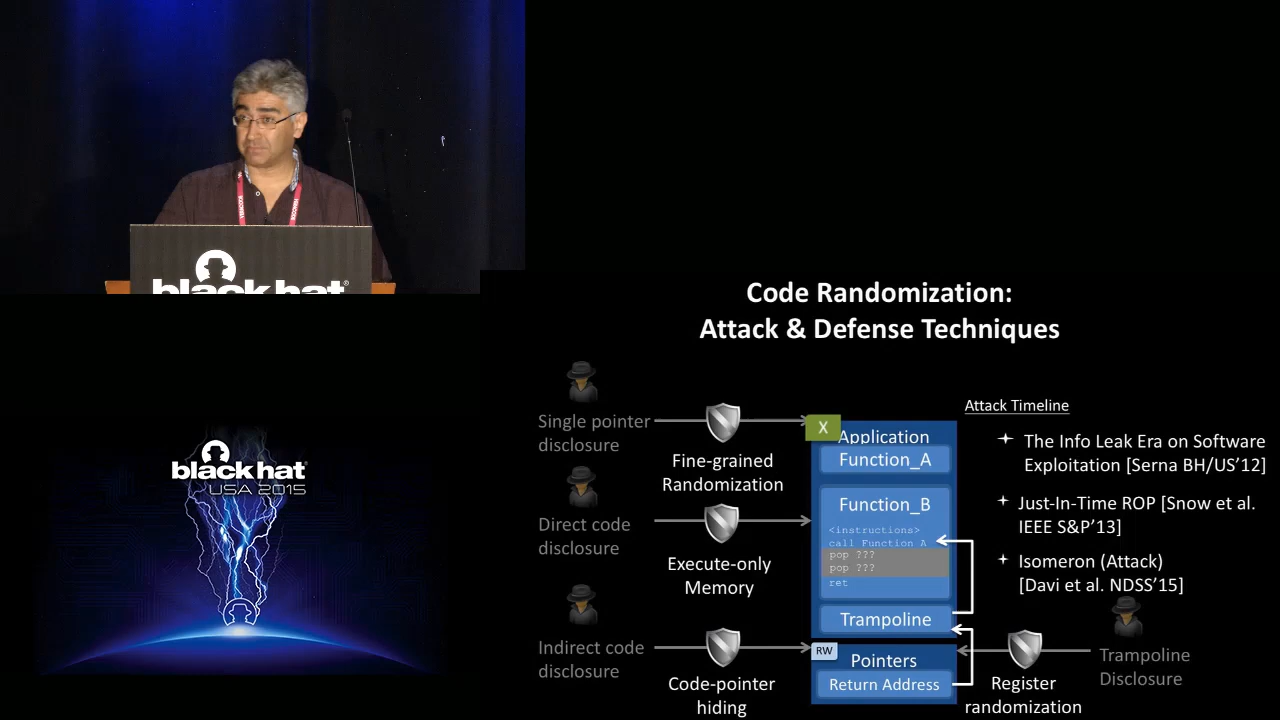 black hat
black hat
USA 2015
Code Randomization:
Attack & Defense Techniques
Single pointer
disclosure
Fine-grained
Randomization
Direct code
disclosure
Execute-only
Memory
Indirect code
disclosure
Code-pointer
hiding
X
Application
Function_A
Function_B
<instructions>
call Function A
pop ???
pop ???
ret
Trampoline
RW
Pointers
Return Address
Attack Timeline
The Info Leak Era on Software
Exploitation [Serna BH/US’12]
Just-In-Time ROP [Snow et al.
IEEE S&P’13]
Isomeron (Attack)
[Davi et al. NDSS’15]
Trampoline
Disclosure
Register
randomization